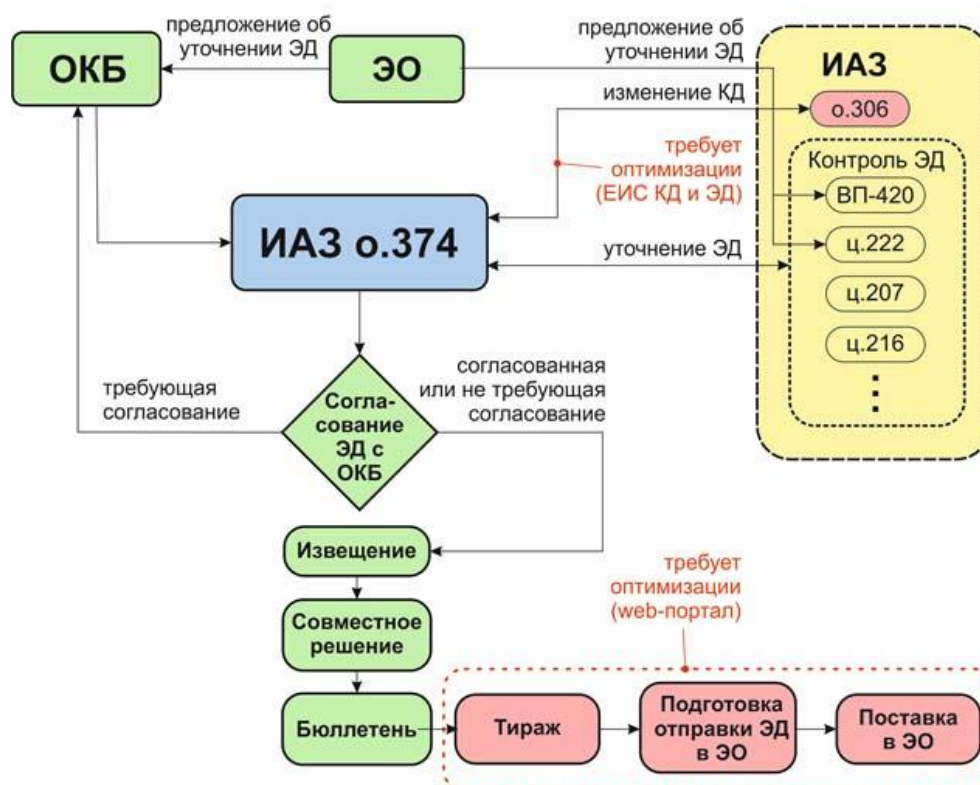 предложение об
уточнении ЭД
ОКБ
ЭО
предложение об
уточнении ЭД
ИАЗ
изменение КД
о.306
требует
оптимизации
(ЕИС КД и ЭД)
Контроль ЭД
ВП-420
ИАЗ о.374
уточнение ЭД
ц.222
ц.207
ц.216
требующая
согласование
Согла-
сование
ЭД с
ОКБ
согласованная
или не требующая
согласование
Извещение
Совместное
решение
Бюллетень
требует
оптимизации
(web-портал)
Тираж
Подготовка
отправки ЭД
в ЭО
Поставка
в ЭО